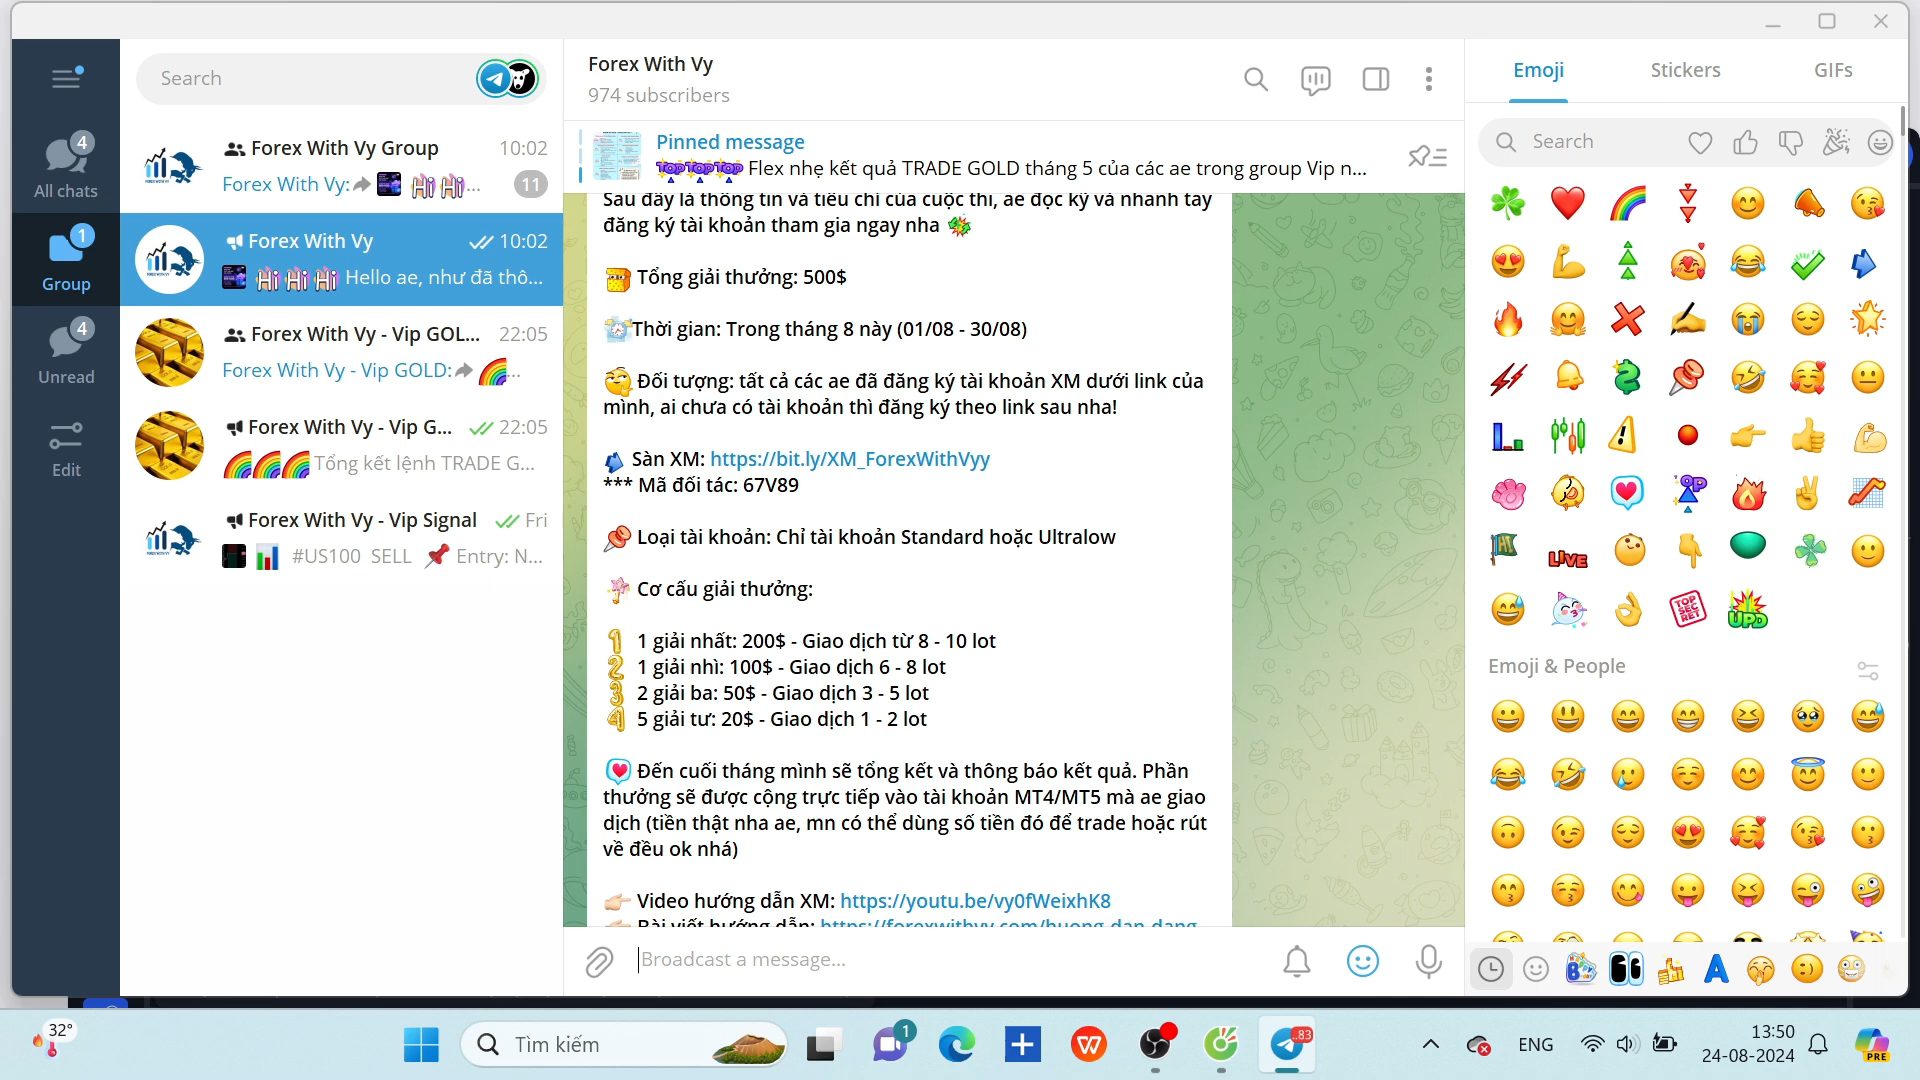 Search
4
All chats
1
Group
4
Unread
Edit
Forex With Vy Group 10:02
Forex With Vy: Hi Hi... 11
Forex With Vy 10:02
Hi Hi Hi Hello ae, như đã thô...
Forex With Vy - Vip GOL... 22:05
Forex With Vy - Vip GOLD: ...
Forex With Vy - Vip G... 22:05
Tổng kết lệnh TRADE G...
Forex With Vy - Vip Signal Fri
#US100 SELL Entry: N...
Forex With Vy
974 subscribers
Pinned message
TOP TOP TOP Flex nhẹ kết quả TRADE GOLD tháng 5 của các ae trong group Vip n...
Sau đây là thông tin và tiêu chí của cuộc thi, ae đọc kỹ và nhanh tay
đăng ký tài khoản tham gia ngay nha
Tổng giải thưởng: 500$
Thời gian: Trong tháng 8 này (01/08 - 30/08)
Đối tượng: tất cả các ae đã đăng ký tài khoản XM dưới link của
mình, ai chưa có tài khoản thì đăng ký theo link sau nha!
Sàn XM: https://bit.ly/XM_ForexWithVyy
*** Mã đối tác: 67V89
Loại tài khoản: Chỉ tài khoản Standard hoặc Ultralow
Cơ cấu giải thưởng:
1 1 giải nhất: 200$ - Giao dịch từ 8 - 10 lot
2 1 giải nhì: 100$ - Giao dịch 6 - 8 lot
3 2 giải ba: 50$ - Giao dịch 3 - 5 lot
4 5 giải tư: 20$ - Giao dịch 1 - 2 lot
Đến cuối tháng mình sẽ tổng kết và thông báo kết quả. Phần
thưởng sẽ được cộng trực tiếp vào tài khoản MT4/MT5 mà ae giao
dịch (tiền thật nha ae, mn có thể dùng số tiền đó để trade hoặc rút
về đều ok nhá)
Video hướng dẫn XM: https://youtu.be/vy0fWeixhK8
Bài viết hướng dẫn: https://forexwithvy.com/huong-dan-dang
Broadcast a message...
Emoji Stickers GIFs
Search
LIVE
TOP SECRET
UPD
Emoji & People
32°
Tìm kiếm
1
.83
ENG
13:50
24-08-2024
PRE